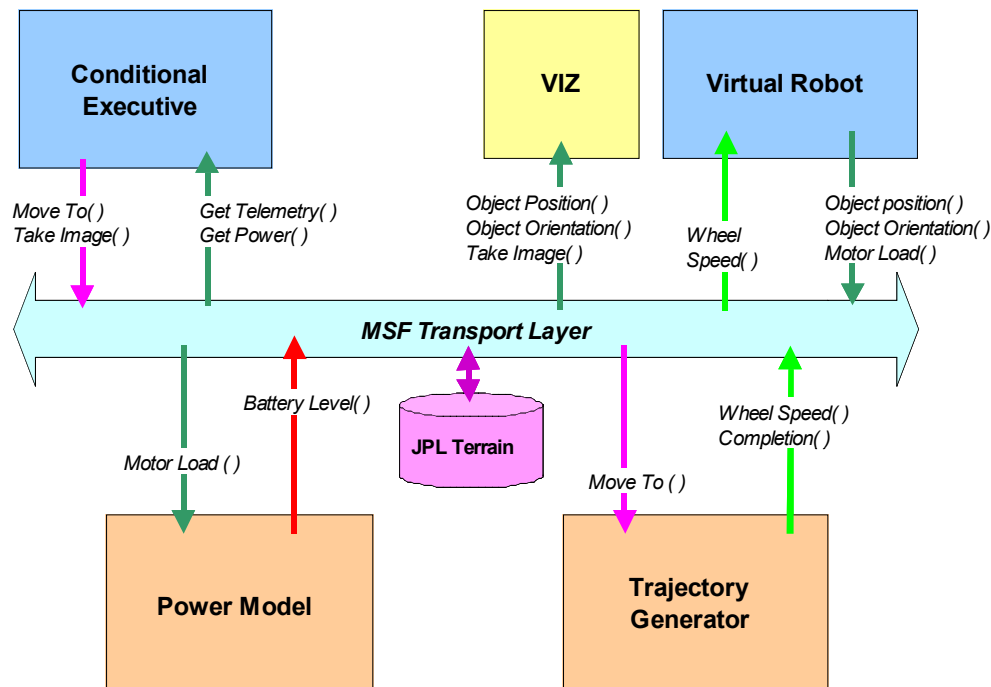 Conditional
Executive
VIZ
Virtual Robot
Move To( )
Take Image( )
Get Telemetry( )
Get Power( )
Object Position( )
Object Orientation( )
Take Image( )
Wheel
Speed( )
Object position( )
Object Orientation( )
Motor Load( )
MSF Transport Layer
Battery Level( )
Motor Load ( )
JPL Terrain
Move To ( )
Wheel Speed( )
Completion( )
Power Model
Trajectory
Generator